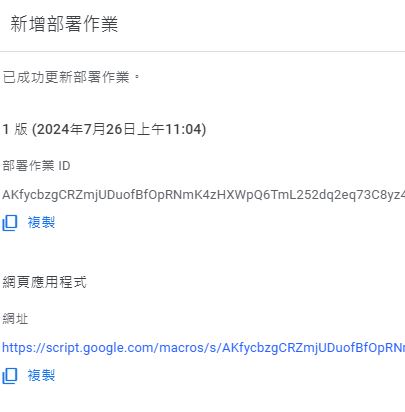 新增部署作業
已成功更新部署作業。
1 版 (2024年7月26日上午11:04)
部署作業 ID
AKfycbzgCRZmjUDuofBfOpRNmK4zHXWpQ6TmL252dq2eq73C8yz4
複製
網頁應用程式
網址
https://script.google.com/macros/s/AKfycbzgCRZmjUDuofBfOpRN
複製